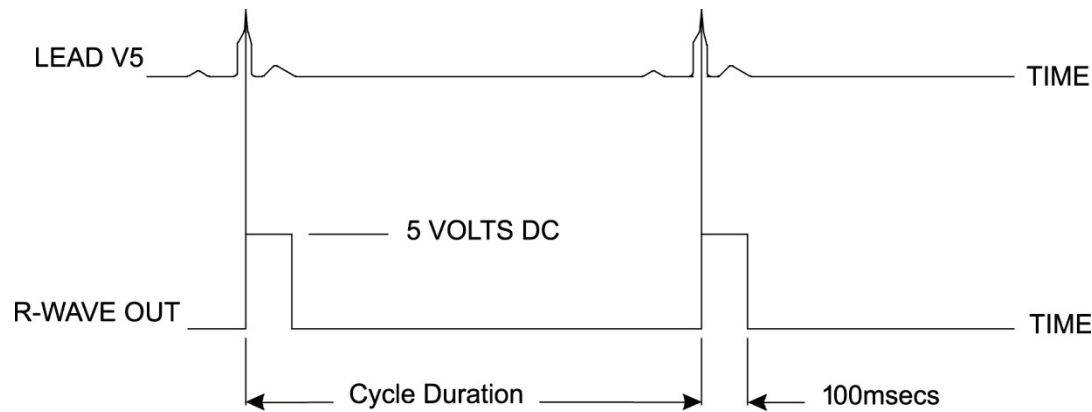 LEAD V5
TIME
5 VOLTS DC
R-WAVE OUT
TIME
Cycle Duration
100msecs